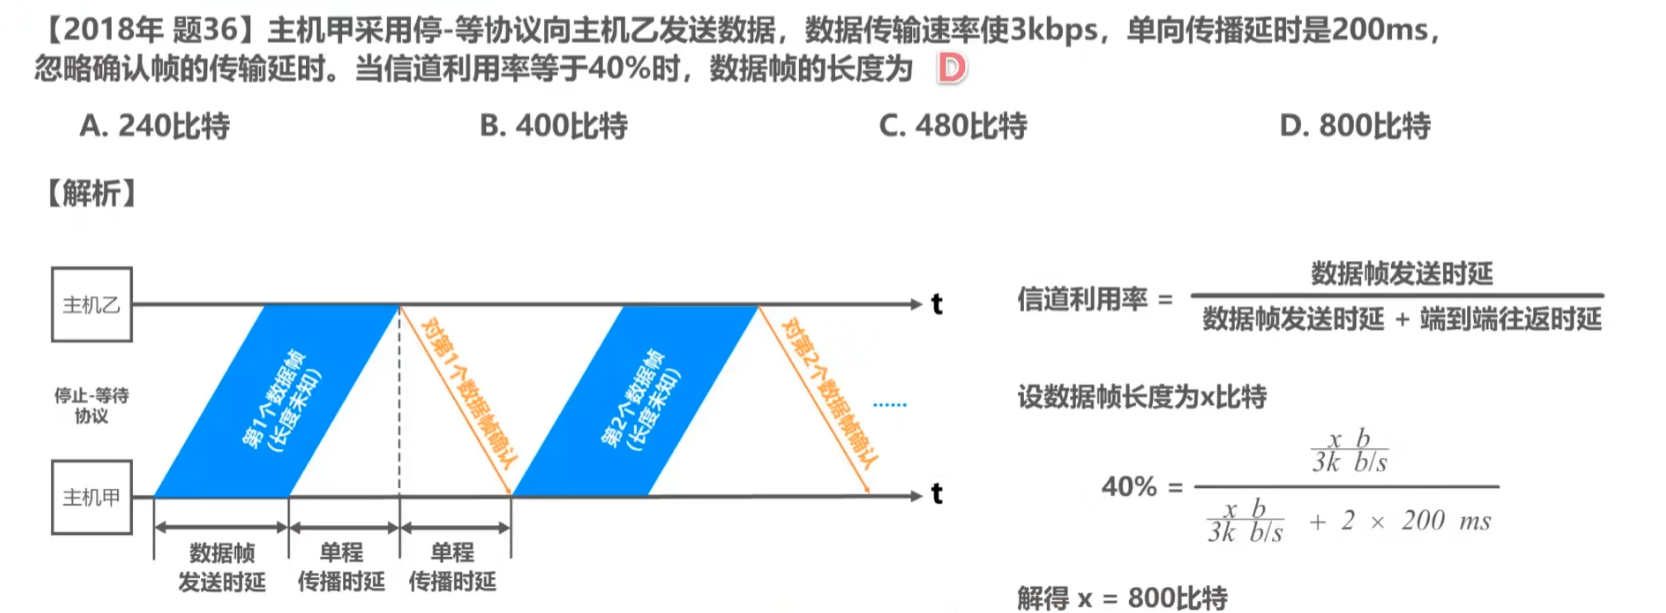 【2018年 题36】主机甲采用停-等协议向主机乙发送数据，数据传输速率使3kbps，单向传播延时是200ms，
忽略确认帧的传输延时。当信道利用率等于40%时，数据帧的长度为 D
A. 240比特 B. 400比特 C. 480比特 D. 800比特
【解析】
主机乙
t
停止-等待
协议
第1个数据帧
（长度未知）
对第1个数据帧确认
第2个数据帧
（长度未知）
对第2个数据帧确认
......
主机甲
t
数据帧
发送时延
单程
传播时延
单程
传播时延
数据帧发送时延
信道利用率 =
数据帧发送时延 + 端到端往返时延
设数据帧长度为x比特
x b
3k b/s
40% =
x b
3k b/s + 2 × 200 ms
解得 x = 800比特